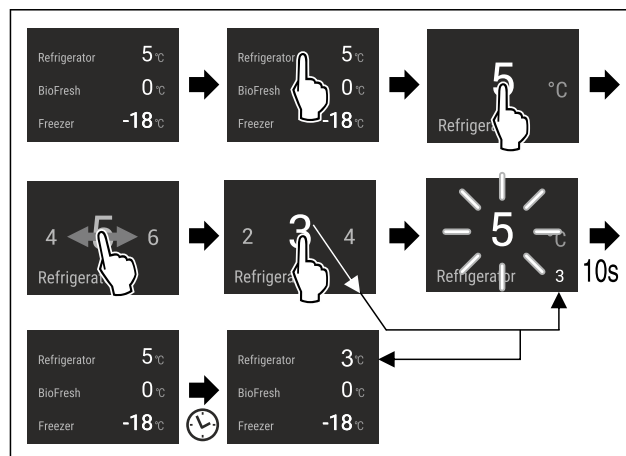 Refrigerator 5 °C
BioFresh 0 °C
Freezer -18 °C
Refrigerator 5 °C
BioFresh 0 °C
Freezer -18 °C
5 °C
Refrigerator
4 5 6
Refrigerator
2 3 4
Refrigerator
5 °C
Refrigerator 3
10s
Refrigerator 5 °C
BioFresh 0 °C
Freezer -18 °C
Refrigerator 3 °C
BioFresh 0 °C
Freezer -18 °C